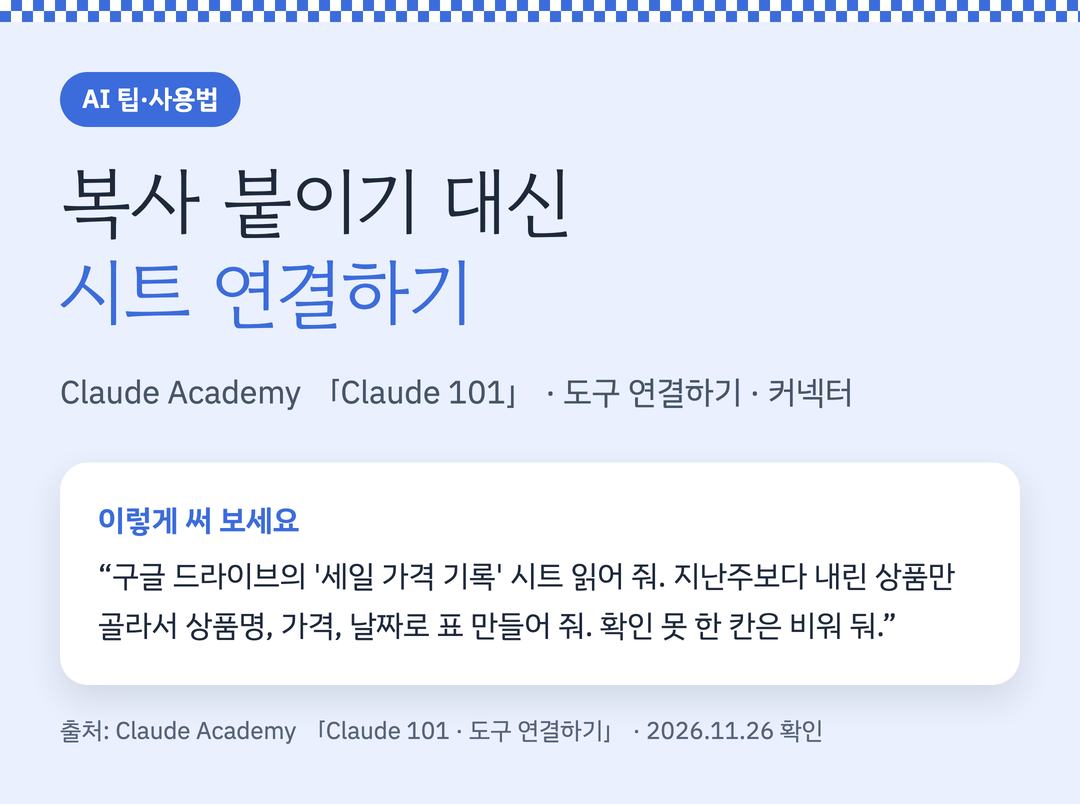 AI 팁·사용법
복사 붙이기 대신
시트 연결하기
Claude Academy 「Claude 101」 · 도구 연결하기 · 커넥터
이렇게 써 보세요
“구글 드라이브의 '세일 가격 기록' 시트 읽어 줘. 지난주보다 내린 상품만
골라서 상품명, 가격, 날짜로 표 만들어 줘. 확인 못 한 칸은 비워 둬.”
출처: Claude Academy 「Claude 101 · 도구 연결하기」 · 2026.11.26 확인